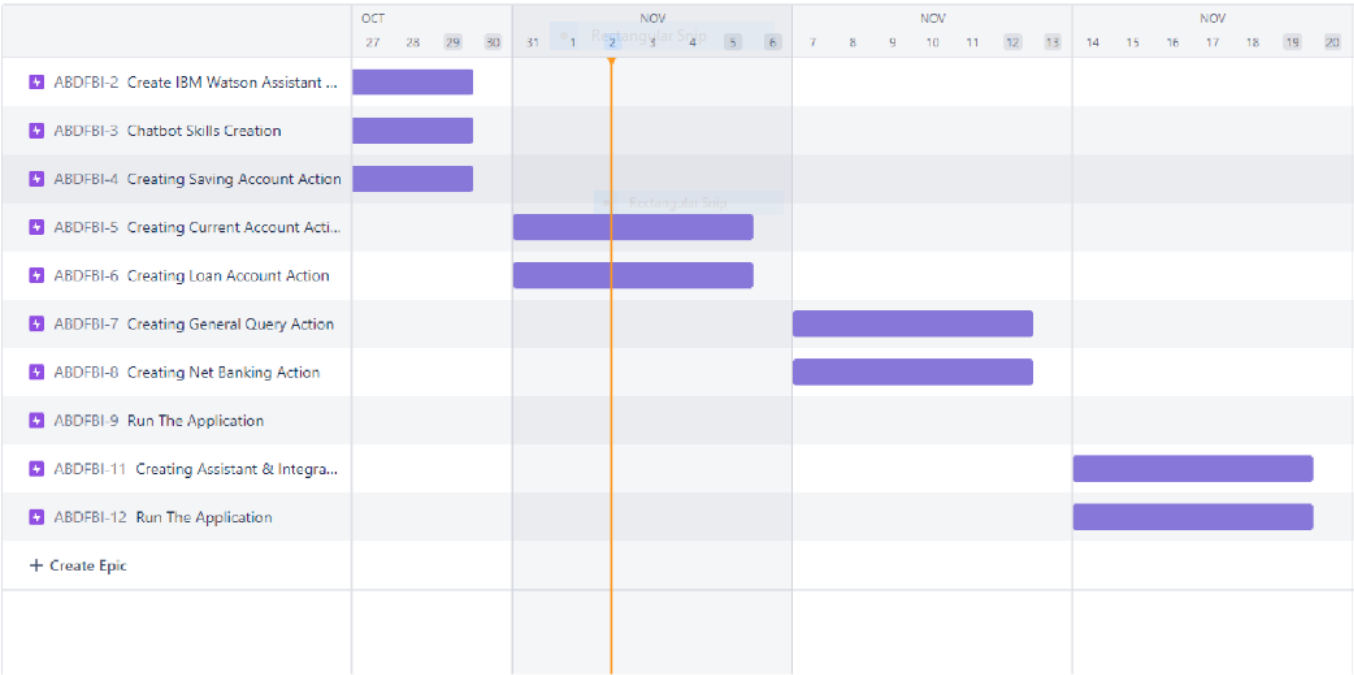 OCT NOV NOV NOV
27 28 29 30 31 1 2 3 4 5 6 7 8 9 10 11 12 13 14 15 16 17 18 19 20
Rectangular Snip
ABDFBI-2 Create IBM Watson Assistant ...
ABDFBI-3 Chatbot Skills Creation
ABDFBI-4 Creating Saving Account Action
Rectangular Snip
ABDFBI-5 Creating Current Account Acti...
ABDFBI-6 Creating Loan Account Action
ABDFBI-7 Creating General Query Action
ABDFBI-8 Creating Net Banking Action
ABDFBI-9 Run The Application
ABDFBI-11 Creating Assistant & Integra...
ABDFBI-12 Run The Application
+ Create Epic